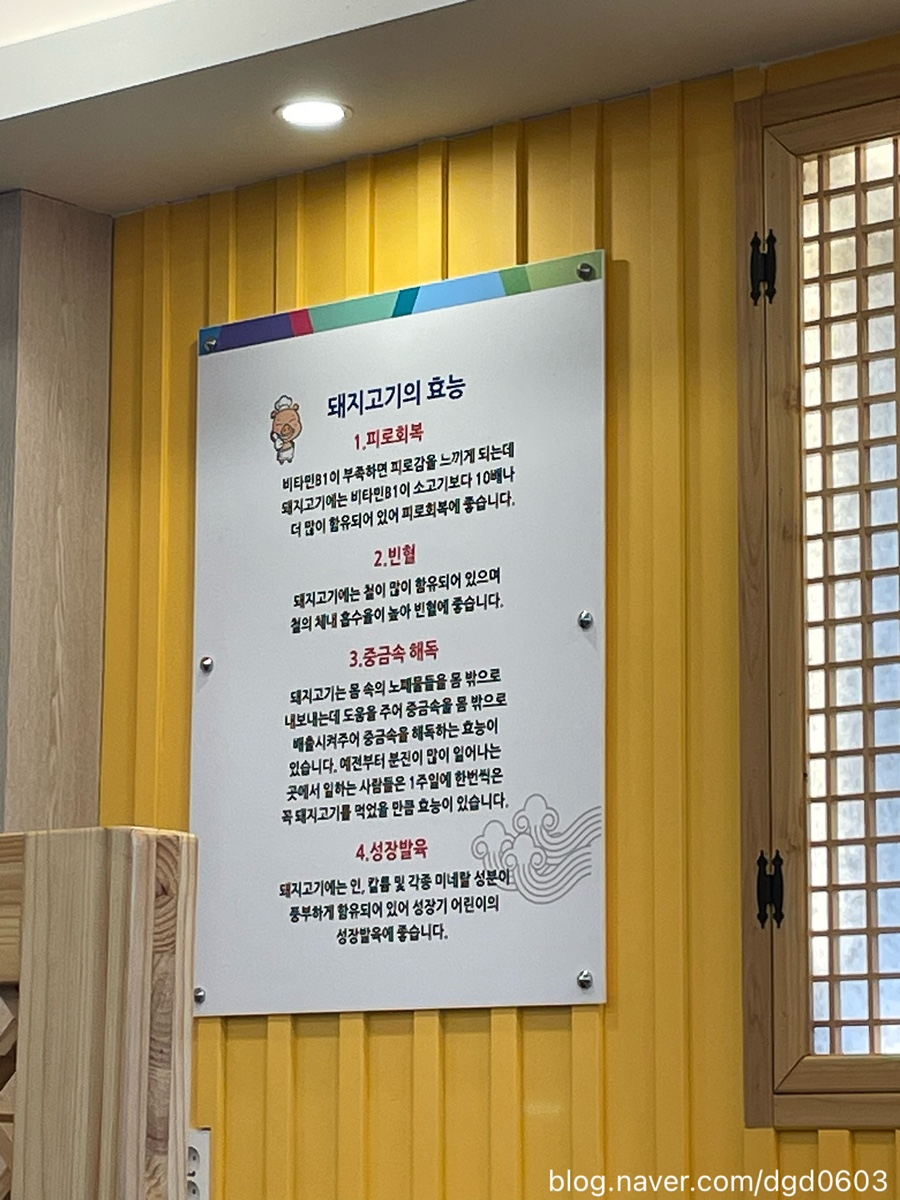 돼지고기의 효능
1.피로회복
비타민B1이 부족하면 피로감을 느끼게 되는데
돼지고기에는 비타민B1이 소고기보다 10배나
더 많이 함유되어 있어 피로회복에 좋습니다.
2.빈혈
돼지고기에는 철이 많이 함유되어 있으며
철의 체내 흡수율이 높아 빈혈에 좋습니다.
3.중금속 해독
돼지고기는 몸 속의 노폐물들을 몸 밖으로
내보내는데 도움을 주어 중금속을 몸 밖으로
배출시켜주어 중금속을 해독하는 효능이
있습니다. 예전부터 분진이 많이 일어나는
곳에서 일하는 사람들은 1주일에 한번씩은
꼭 돼지고기를 먹었을 만큼 효능이 있습니다.
4.성장발육
돼지고기에는 인, 칼륨 및 각종 미네랄 성분이
풍부하게 함유되어 있어 성장기 어린이의
성장발육에 좋습니다.
blog.naver.com/dgd0603